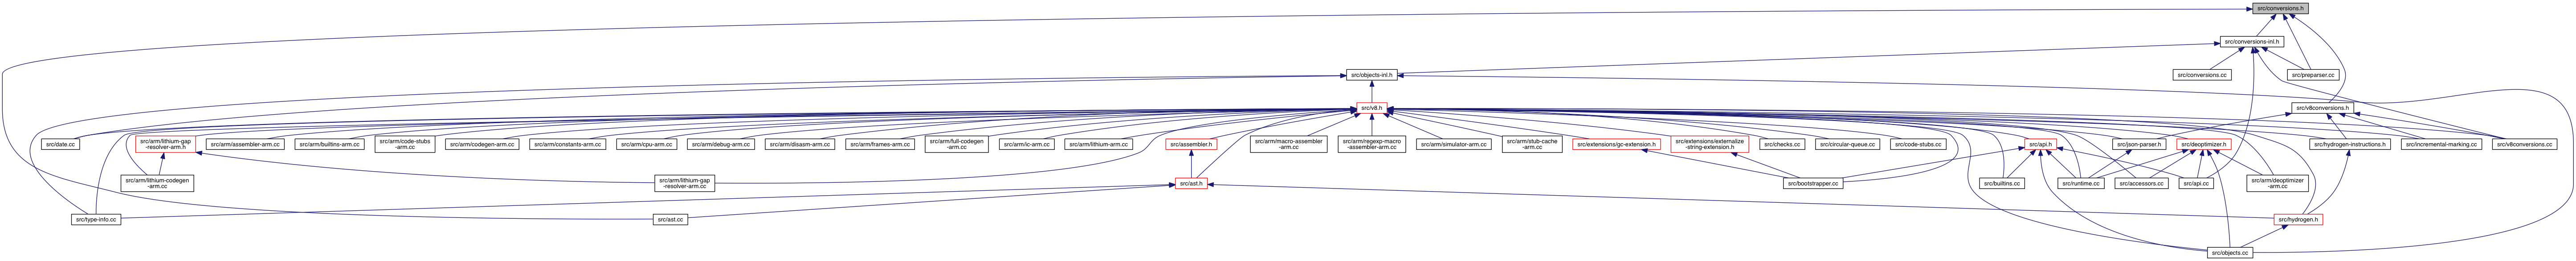 src/conversions.h
src/conversions-inl.h
src/objects-inl.h
src/conversions.cc
src/preparser.cc
src/v8.h
src/v8conversions.h
src/date.cc
src/arm/lithium-gap
-resolver-arm.h
src/arm/assembler-arm.cc
src/arm/builtins-arm.cc
src/arm/code-stubs
-arm.cc
src/arm/codegen-arm.cc
src/arm/constants-arm.cc
src/arm/cpu-arm.cc
src/arm/debug-arm.cc
src/arm/disasm-arm.cc
src/arm/frames-arm.cc
src/arm/full-codegen
-arm.cc
src/arm/ic-arm.cc
src/arm/lithium-arm.cc
src/assembler.h
src/arm/macro-assembler
-arm.cc
src/arm/regexp-macro
-assembler-arm.cc
src/arm/simulator-arm.cc
src/arm/stub-cache
-arm.cc
src/extensions/gc-extension.h
src/extensions/externalize
-string-extension.h
src/checks.cc
src/circular-queue.cc
src/code-stubs.cc
src/api.h
src/json-parser.h
src/deoptimizer.h
src/hydrogen-instructions.h
src/incremental-marking.cc
src/v8conversions.cc
src/arm/lithium-codegen
-arm.cc
src/arm/lithium-gap
-resolver-arm.cc
src/ast.h
src/bootstrapper.cc
src/builtins.cc
src/runtime.cc
src/accessors.cc
src/api.cc
src/arm/deoptimizer
-arm.cc
src/type-info.cc
src/ast.cc
src/hydrogen.h
src/objects.cc